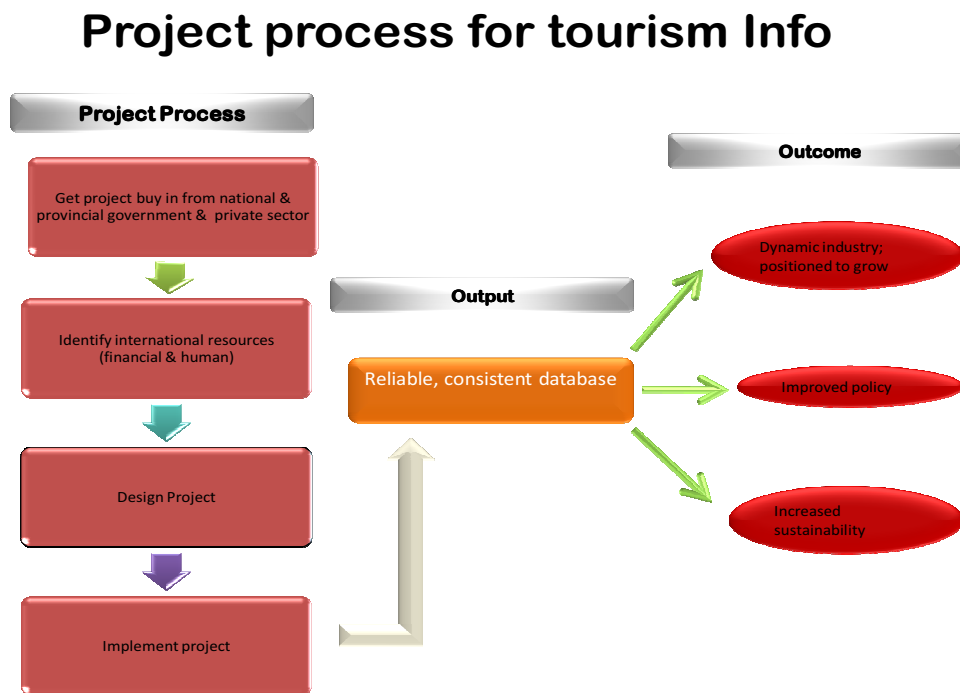 Project process for tourism Info
Project Process
Get project buy in from national &
provincial government & private sector
Identify international resources
(financial & human)
Design Project
Implement project
Output
Reliable, consistent database
Outcome
Dynamic industry;
positioned to grow
Improved policy
Increased
sustainability